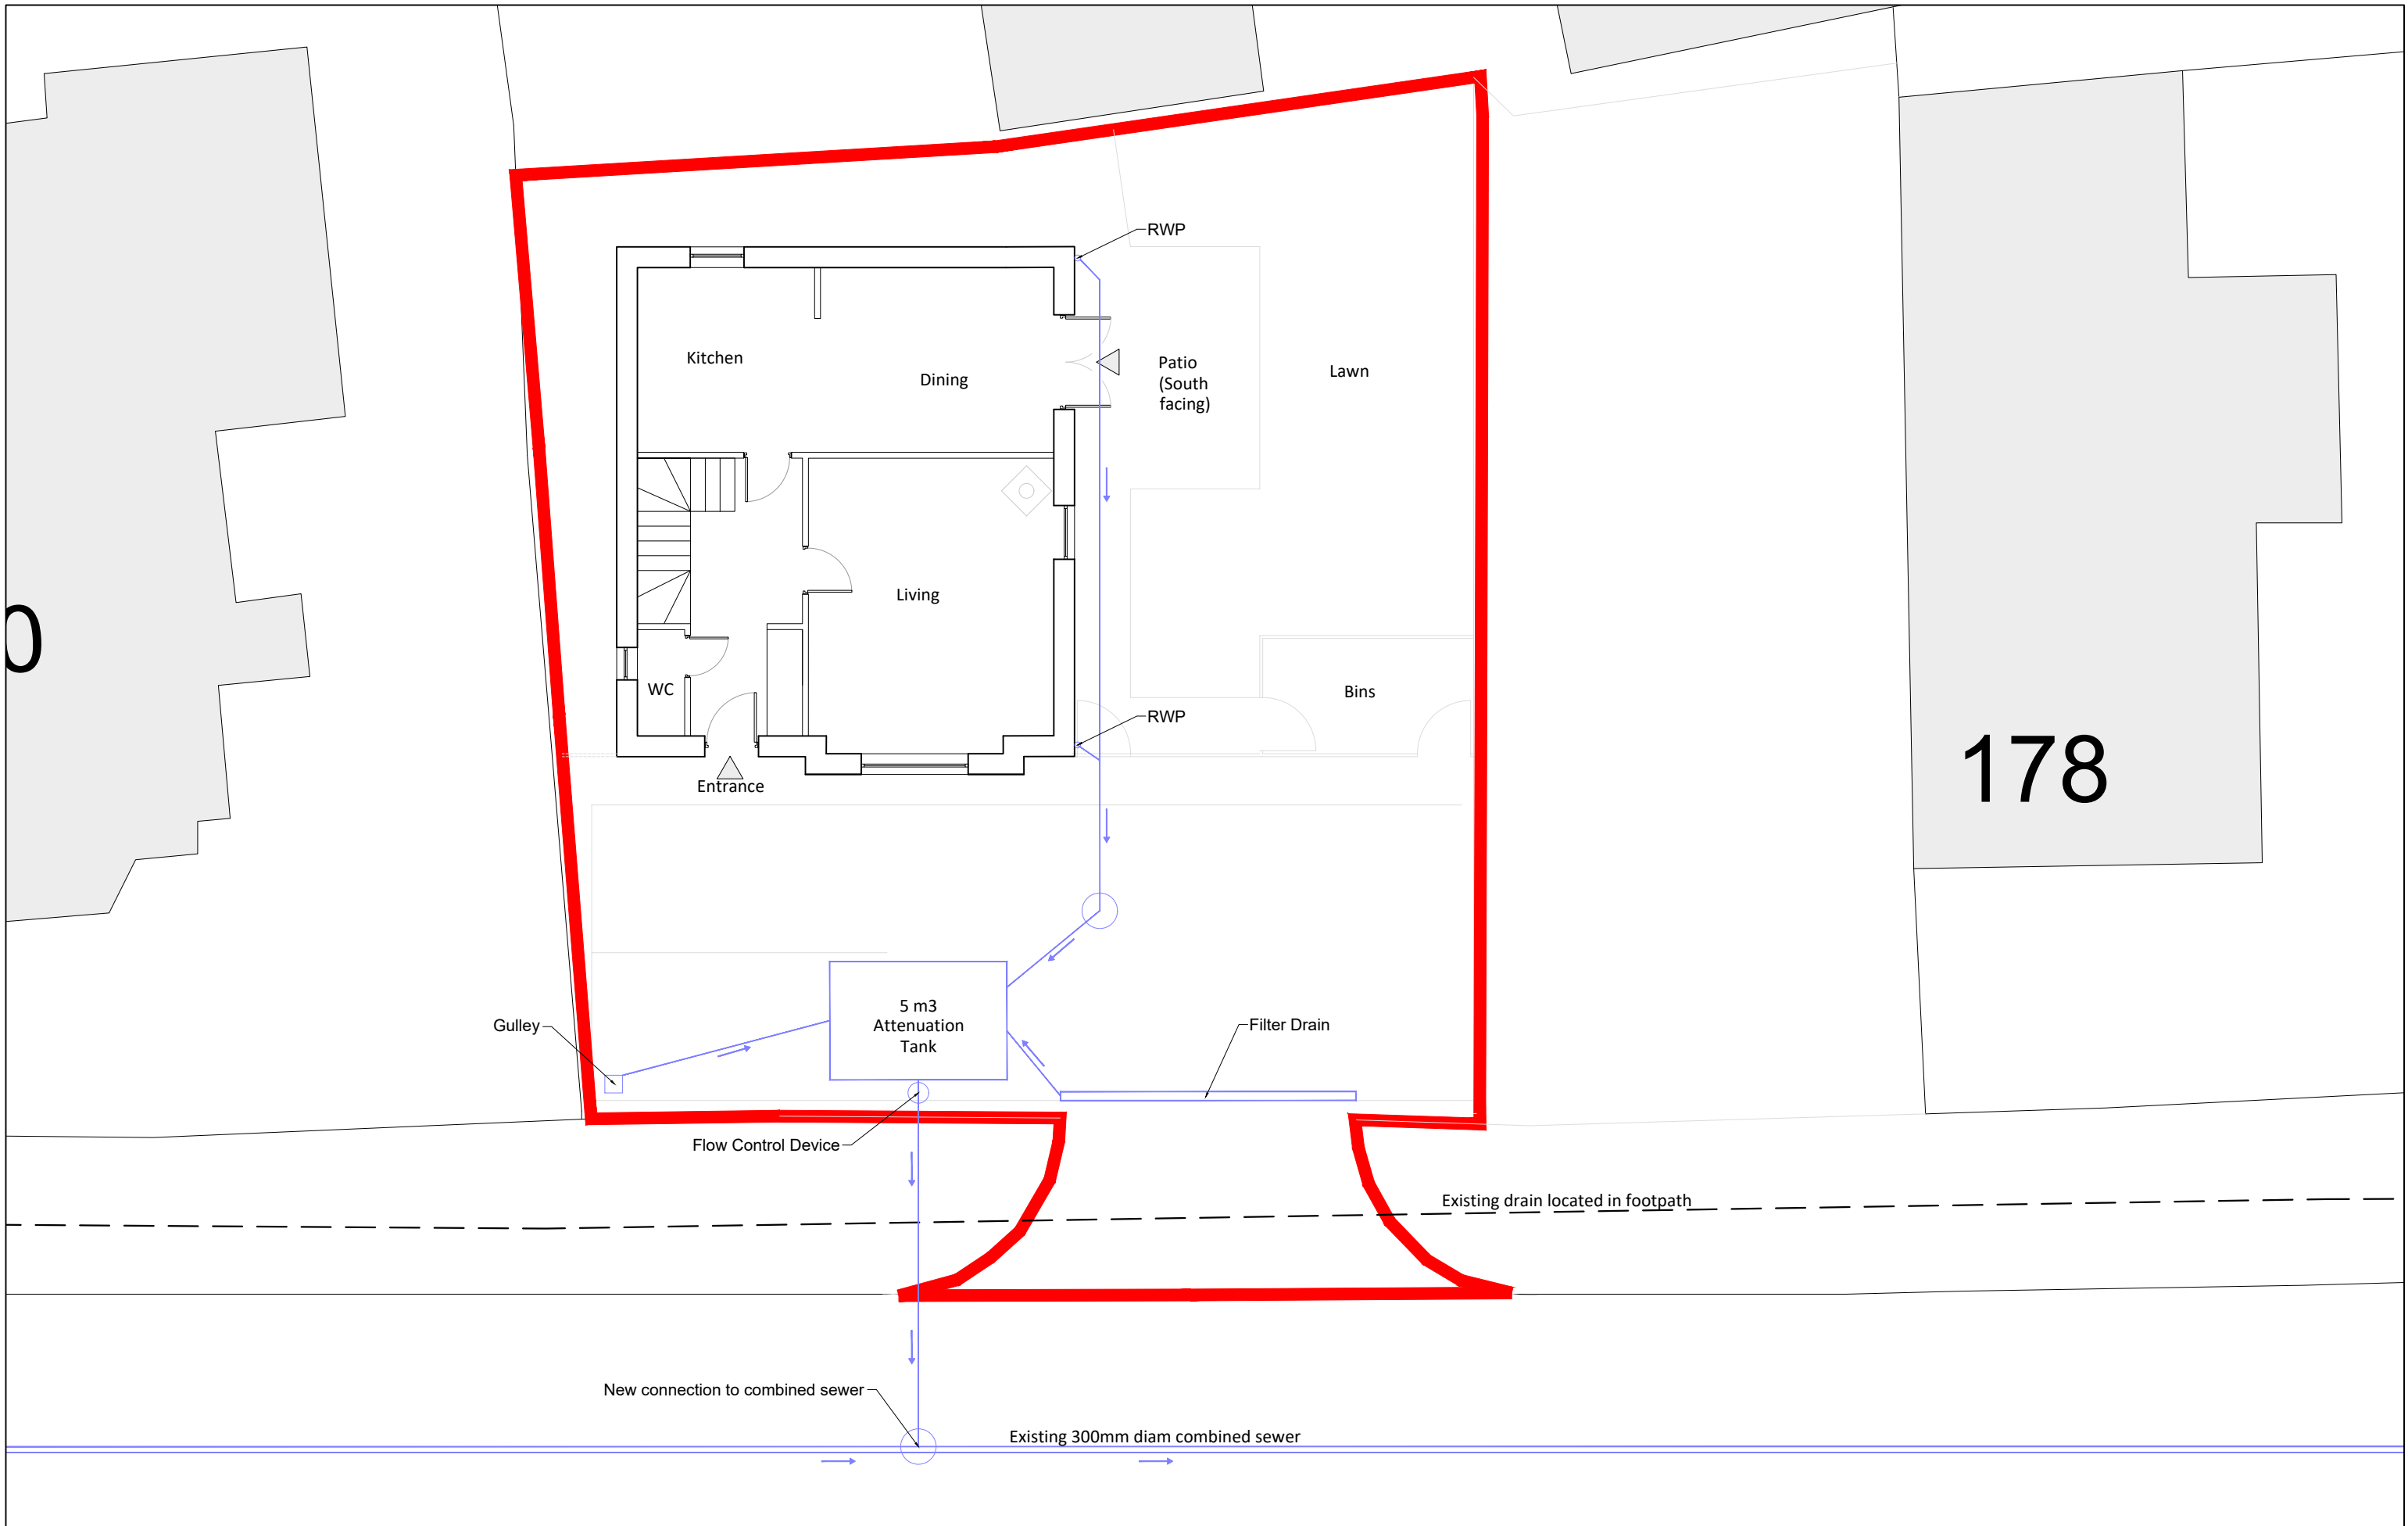 RWP
Kitchen
Dining
Patio
(South
facing)
Lawn
Living
0
WC
Bins
RWP
178
Entrance
5 m3
Attenuation
Tank
Gulley
Filter Drain
Flow Control Device
Existing drain located in footpath
New connection to combined sewer
Existing 300mm diam combined sewer